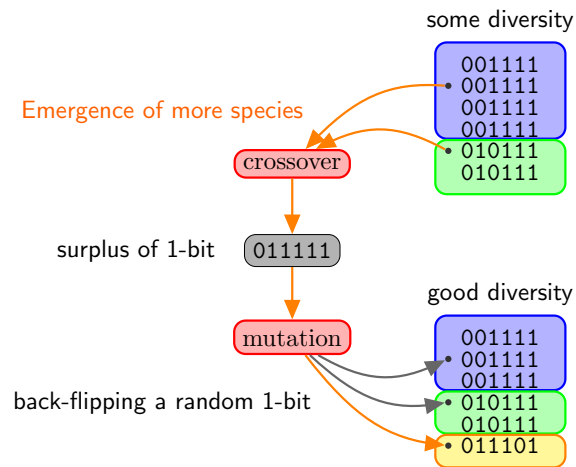 some diversity
001111
001111
001111
001111
010111
010111
Emergence of more species
crossover
surplus of 1-bit
011111
good diversity
mutation
001111
001111
001111
010111
010111
011101
back-flipping a random 1-bit